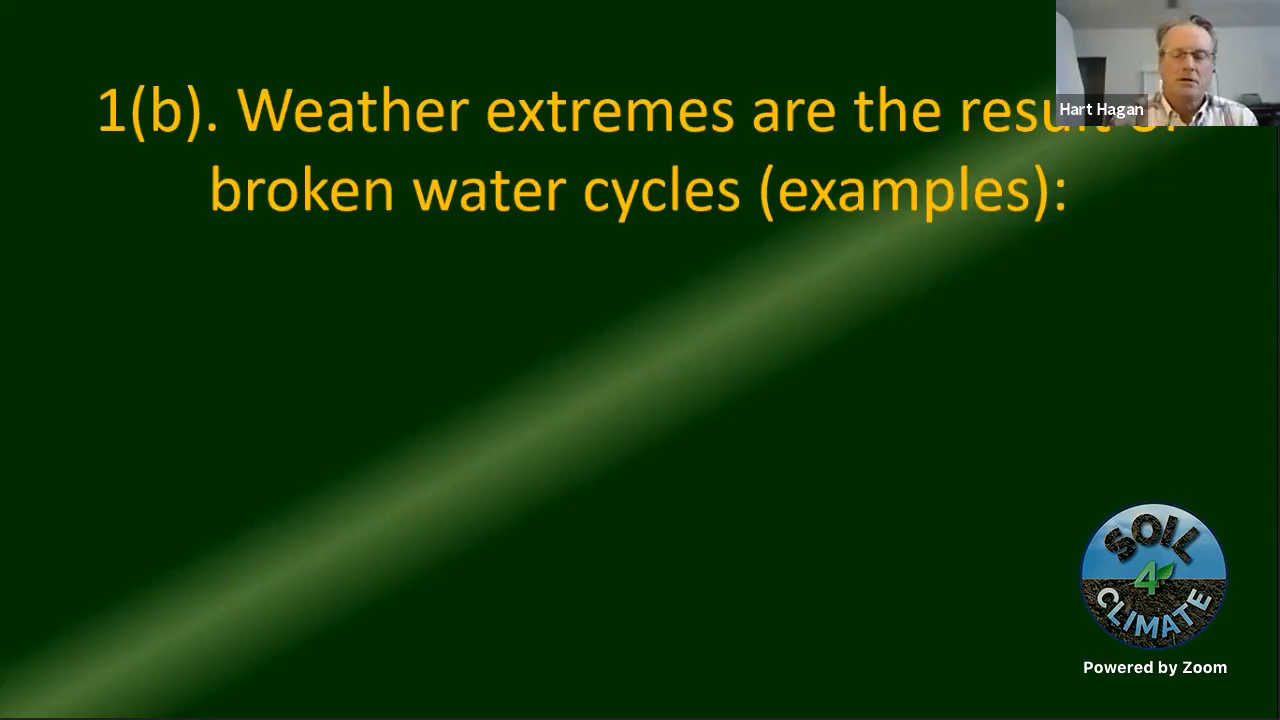 1(b). Weather extremes are the result of
broken water cycles (examples):
Hart Hagan
SOIL
4
CLIMATE
Powered by Zoom